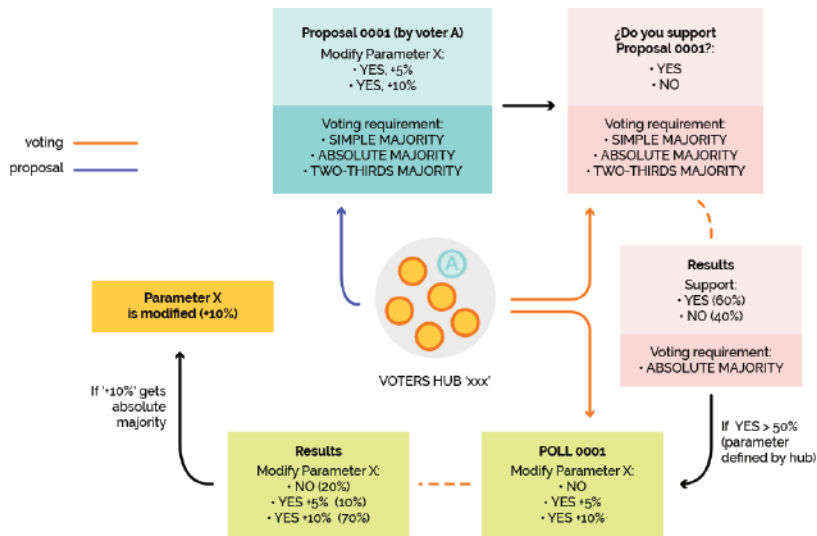 Proposal 0001 (by voter A)
Modify Parameter X:
• YES, +5%
• YES, +10%
Voting requirement:
• SIMPLE MAJORITY
• ABSOLUTE MAJORITY
• TWO-THIRDS MAJORITY
¿Do you support
Proposal 0001?:
• YES
• NO
Voting requirement:
• SIMPLE MAJORITY
• ABSOLUTE MAJORITY
• TWO-THIRDS MAJORITY
voting
proposal
A
VOTERS HUB 'xxx'
Results
Support:
• YES (60%)
• NO (40%)
Voting requirement:
• ABSOLUTE MAJORITY
Parameter X
is modified (+10%)
If '+10%' gets
absolute
majority
If YES > 50%
(parameter
defined by hub)
Results
Modify Parameter X:
• NO (20%)
• YES +5% (10%)
• YES +10% (70%)
POLL 0001
Modify Parameter X:
• NO
• YES +5%
• YES +10%